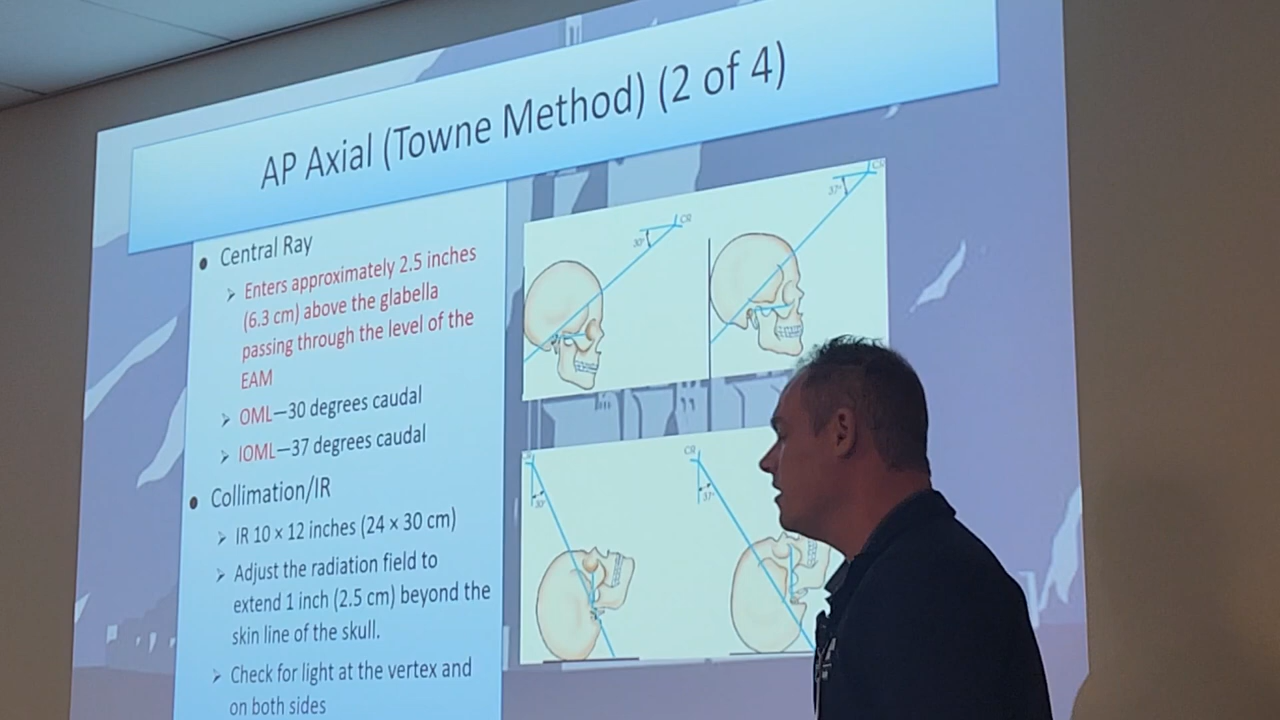 AP Axial (Towne Method) (2 of 4)
Central Ray
Enters approximately 2.5 inches
(6.3 cm) above the glabella
passing through the level of the
EAM
OML—30 degrees caudal
IOML—37 degrees caudal
Collimation/IR
IR 10 × 12 inches (24 × 30 cm)
Adjust the radiation field to
extend 1 inch (2.5 cm) beyond the
skin line of the skull.
Check for light at the vertex and
on both sides
CR
30°
CR
37°
30°
CR
37°